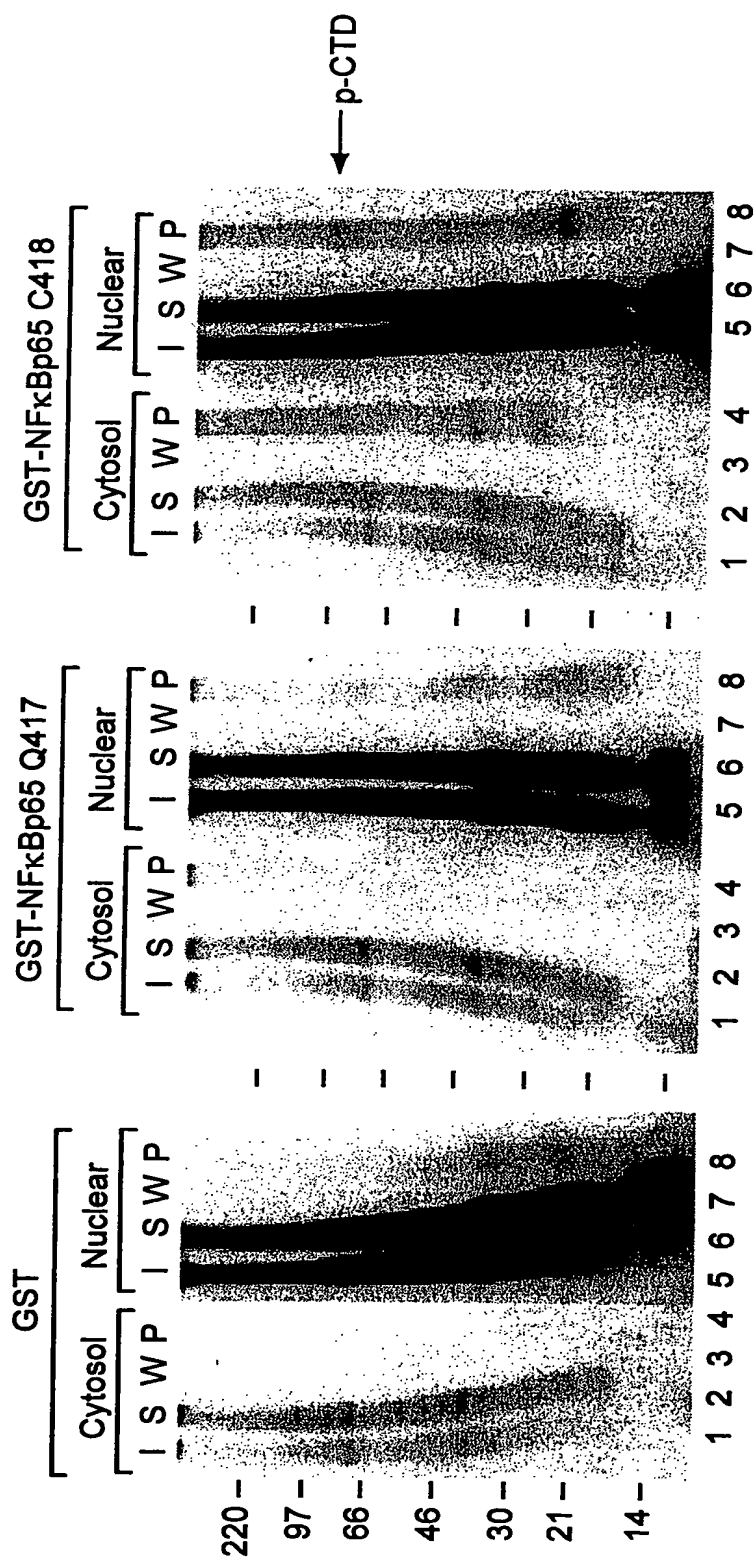 GST
GST-NFκBp65 Q417
GST-NFκBp65 C418
Cytosol Nuclear
Cytosol Nuclear
Cytosol Nuclear
I S W P I S W P
I S W P I S W P
I S W P I S W P
220
97
66
46
30
21
14
p-CTD
1 2 3 4 5 6 7 8
1 2 3 4 5 6 7 8
1 2 3 4 5 6 7 8